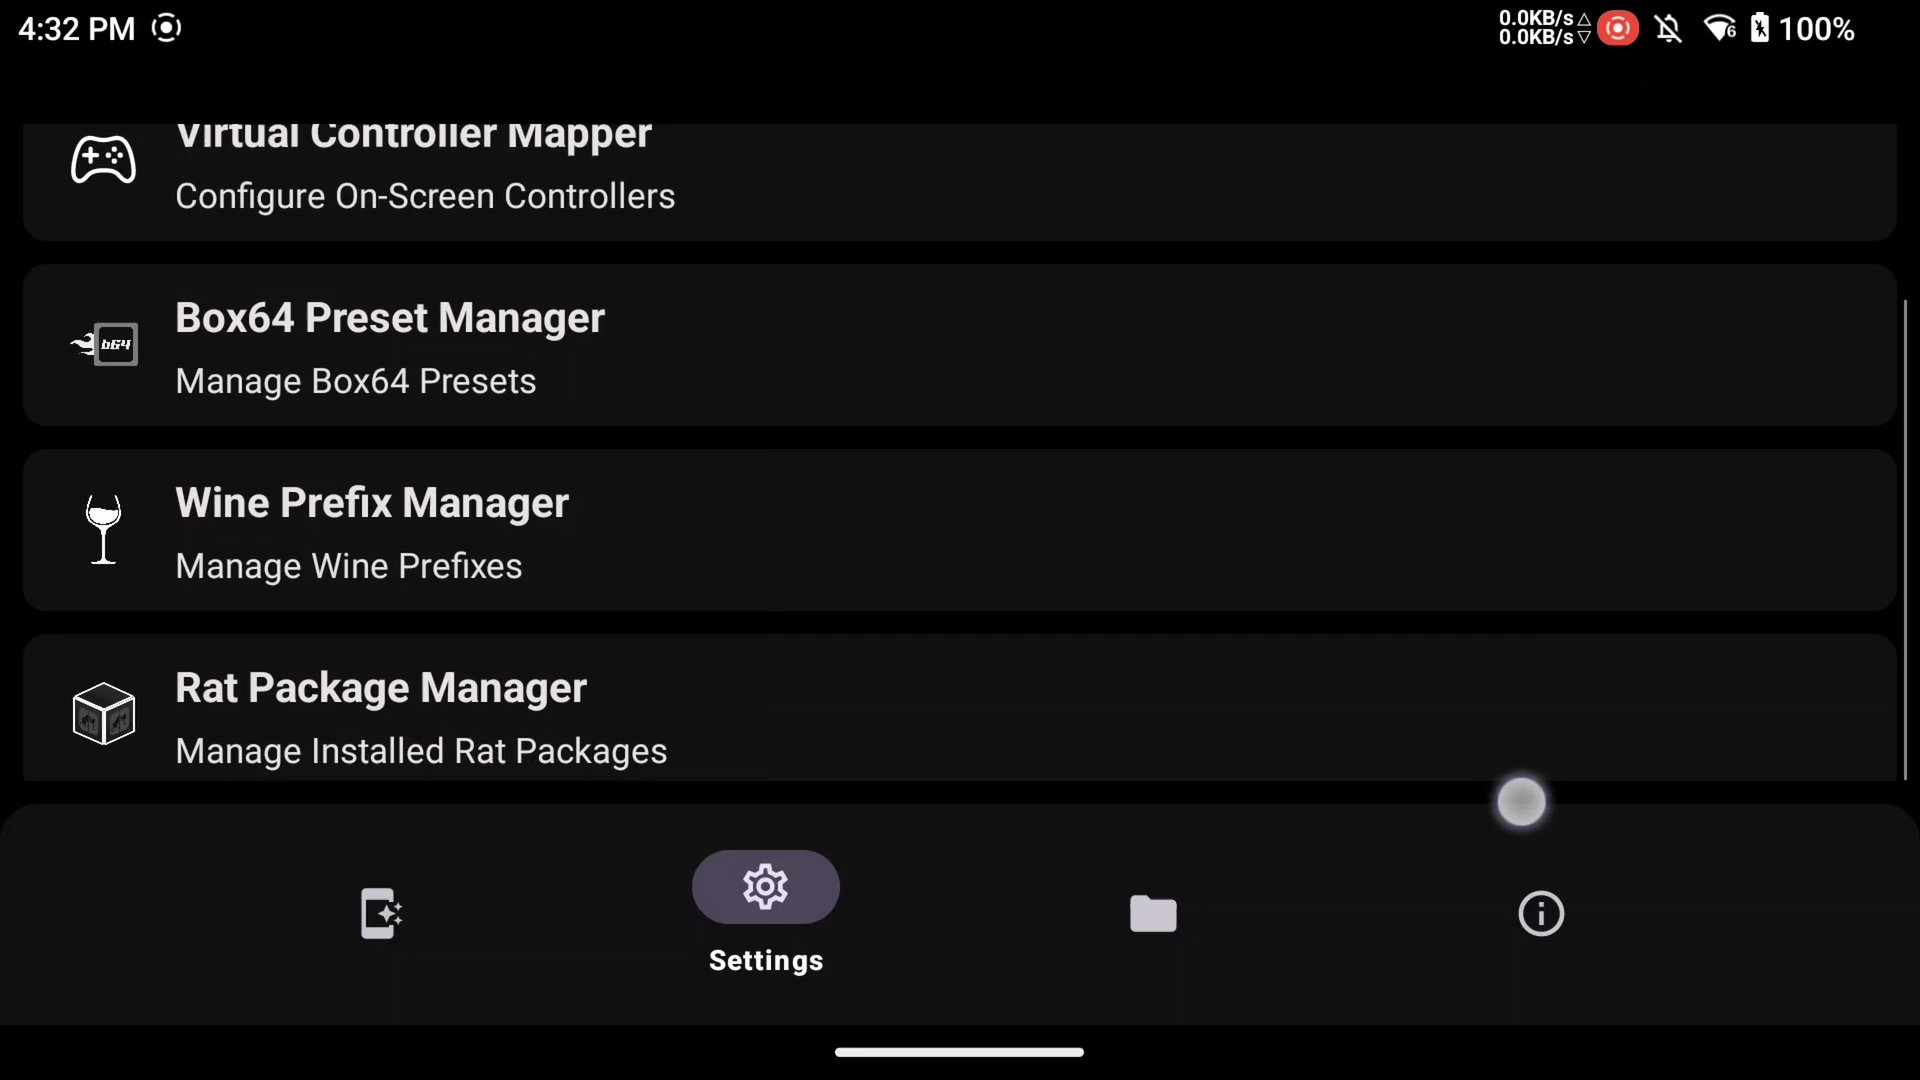 4:32 PM
0.0KB/s
0.0KB/s
6
100%
Virtual Controller Mapper
Configure On-Screen Controllers
b64
Box64 Preset Manager
Manage Box64 Presets
Wine Prefix Manager
Manage Wine Prefixes
Rat Package Manager
Manage Installed Rat Packages
Settings